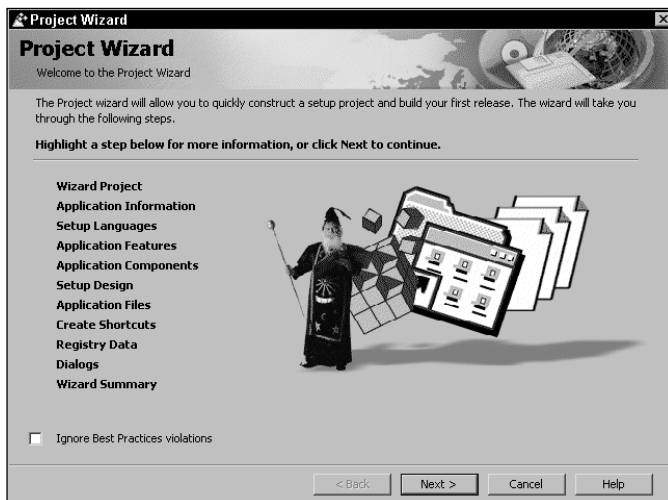 Project Wizard
Project Wizard
Welcome to the Project Wizard
The Project wizard will allow you to quickly construct a setup project and build your first release. The wizard will take you
through the following steps.
Highlight a step below for more information, or click Next to continue.
Wizard Project
Application Information
Setup Languages
Application Features
Application Components
Setup Design
Application Files
Create Shortcuts
Registry Data
Dialogs
Wizard Summary
Ignore Best Practices violations
< Back
Next >
Cancel
Help